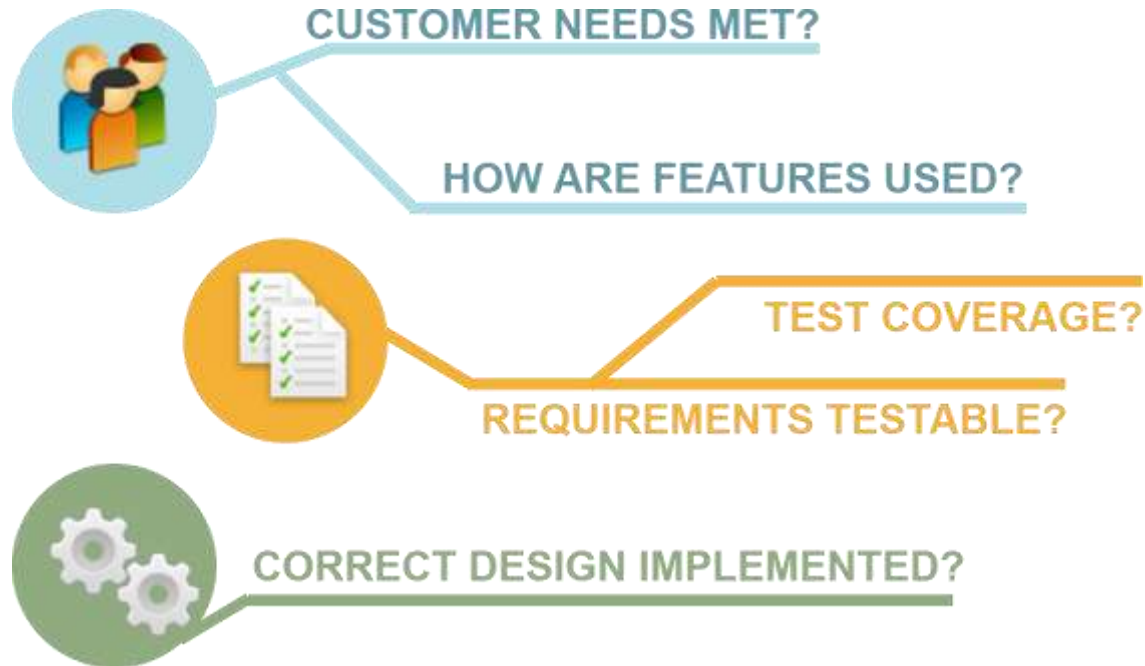 CUSTOMER NEEDS MET?
HOW ARE FEATURES USED?
TEST COVERAGE?
REQUIREMENTS TESTABLE?
CORRECT DESIGN IMPLEMENTED?